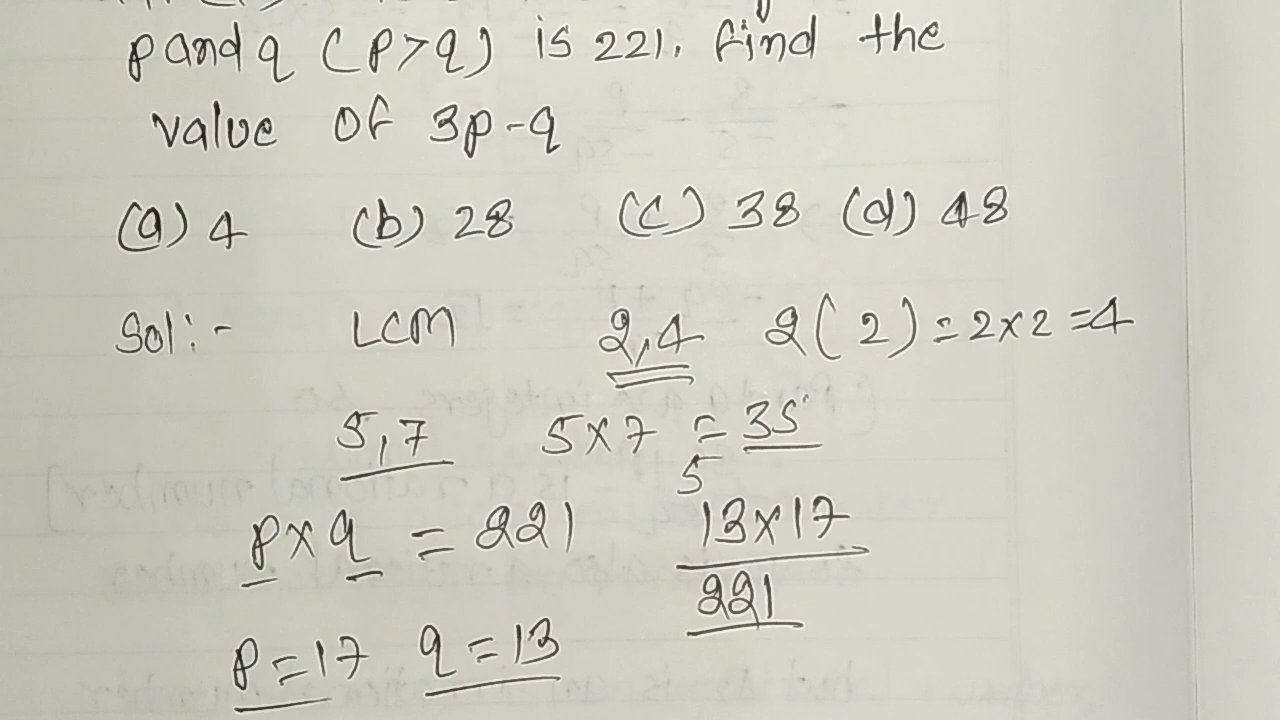 p and q (P>q) is 221. find the
value of 3p-q
(a) 4 (b) 28 (c) 38 (d) 48
Sol:- LCM 2,4 2(2) = 2×2 = 4
5,7 5×7 = 35
5
p×q = 221 13×17
221
P=17 q=13